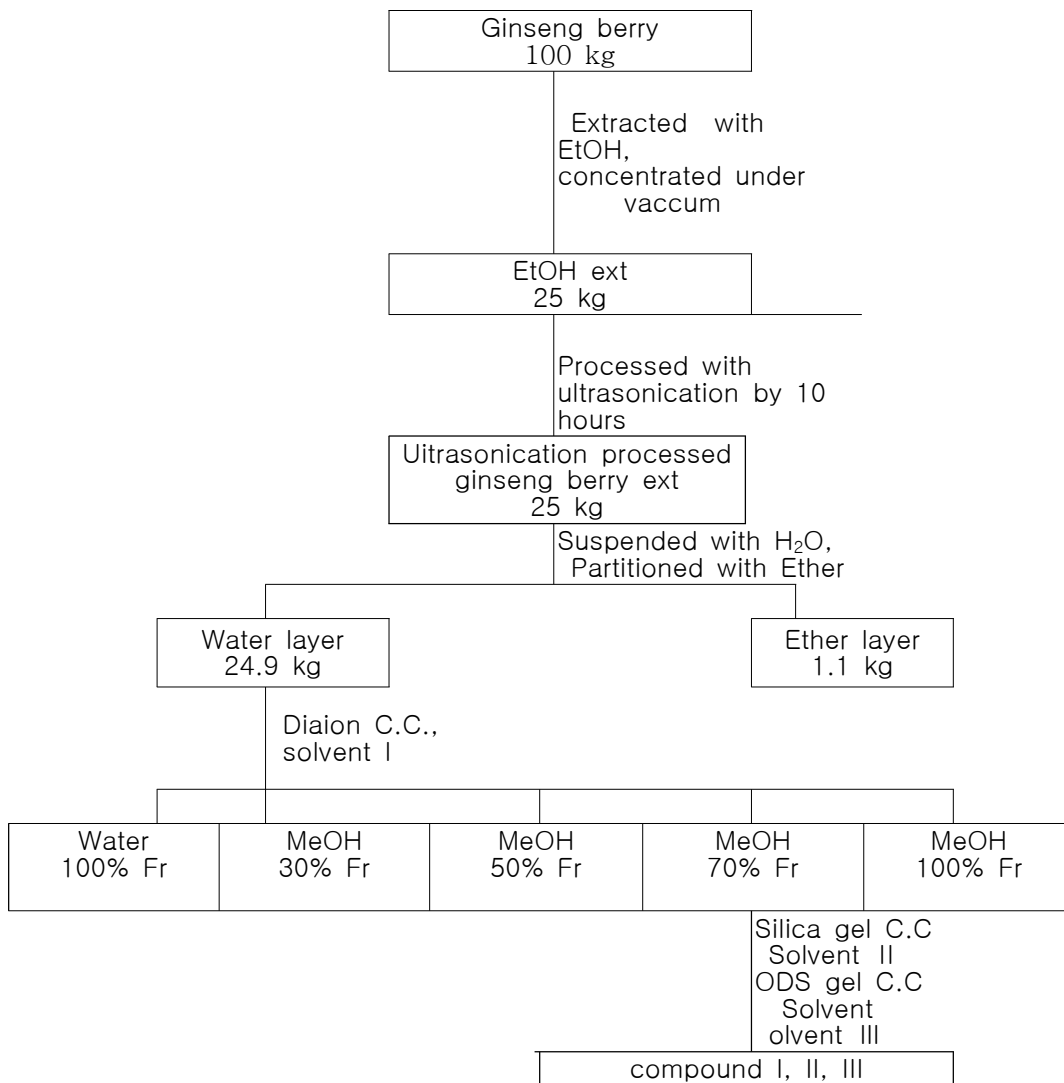 Ginseng berry
100 kg
Extracted with
EtOH,
concentrated under
vaccum
EtOH ext
25 kg
Processed with
ultrasonication by 10
hours
Uitrasonication processed
ginseng berry ext
25 kg
Suspended with H₂O,
Partitioned with Ether
Water layer
24.9 kg
Ether layer
1.1 kg
Diaion C.C.,
solvent I
Water
100% Fr
MeOH
30% Fr
MeOH
50% Fr
MeOH
70% Fr
MeOH
100% Fr
Silica gel C.C
Solvent II
ODS gel C.C
Solvent
olvent III
compound I, II, III